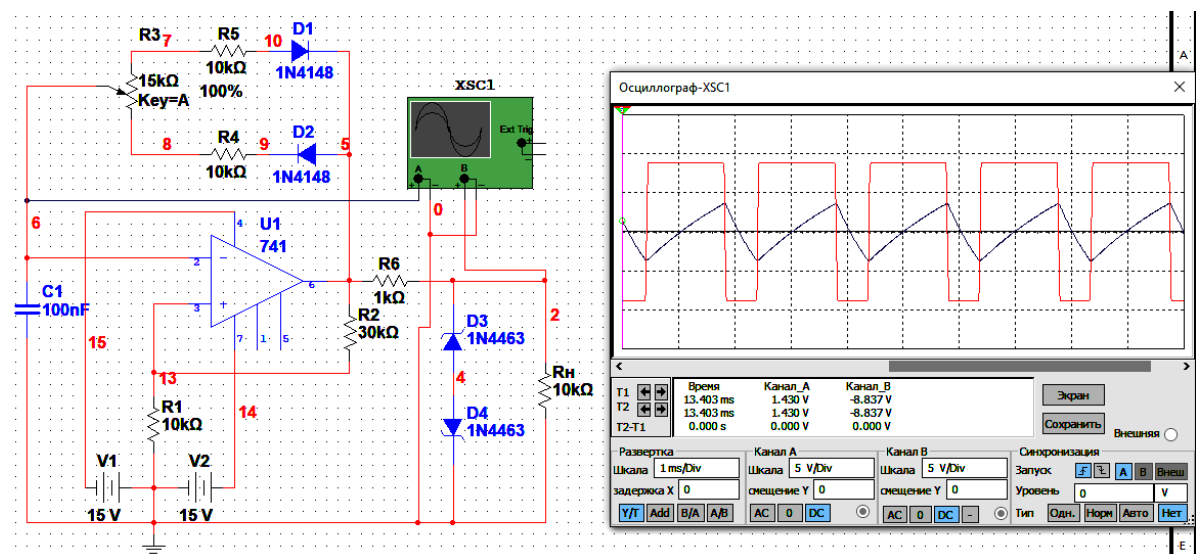 R3
7
R5
10
D1
10kΩ
1N4148
15kΩ
Key=A
100%
8
R4
9
D2
5
10kΩ
1N4148
XSC1
Ext Trig
A
B
0
6
U1
741
4
2
3
6
7
1
5
C1
100nF
R6
1kΩ
R2
30kΩ
D3
1N4463
2
15
13
4
Rн
10kΩ
R1
10kΩ
14
D4
1N4463
V1
V2
15 V
15 V
Осциллограф-XSC1
T1
T2
T2-T1
Время Канал_A Канал_B
13.403 ms 1.430 V -8.837 V
13.403 ms 1.430 V -8.837 V
0.000 s 0.000 V 0.000 V
Экран
Сохранить
Внешняя
Развертка
Шкала 1 ms/Div
задержка X 0
Y/T Add B/A A/B
Канал A
Шкала 5 V/Div
смещение Y 0
AC 0 DC
Канал B
Шкала 5 V/Div
смещение Y 0
AC 0 DC -
Синхронизация
Запуск A B Внеш
Уровень 0 V
Тип Одн. Норм Авто Нет
A
E